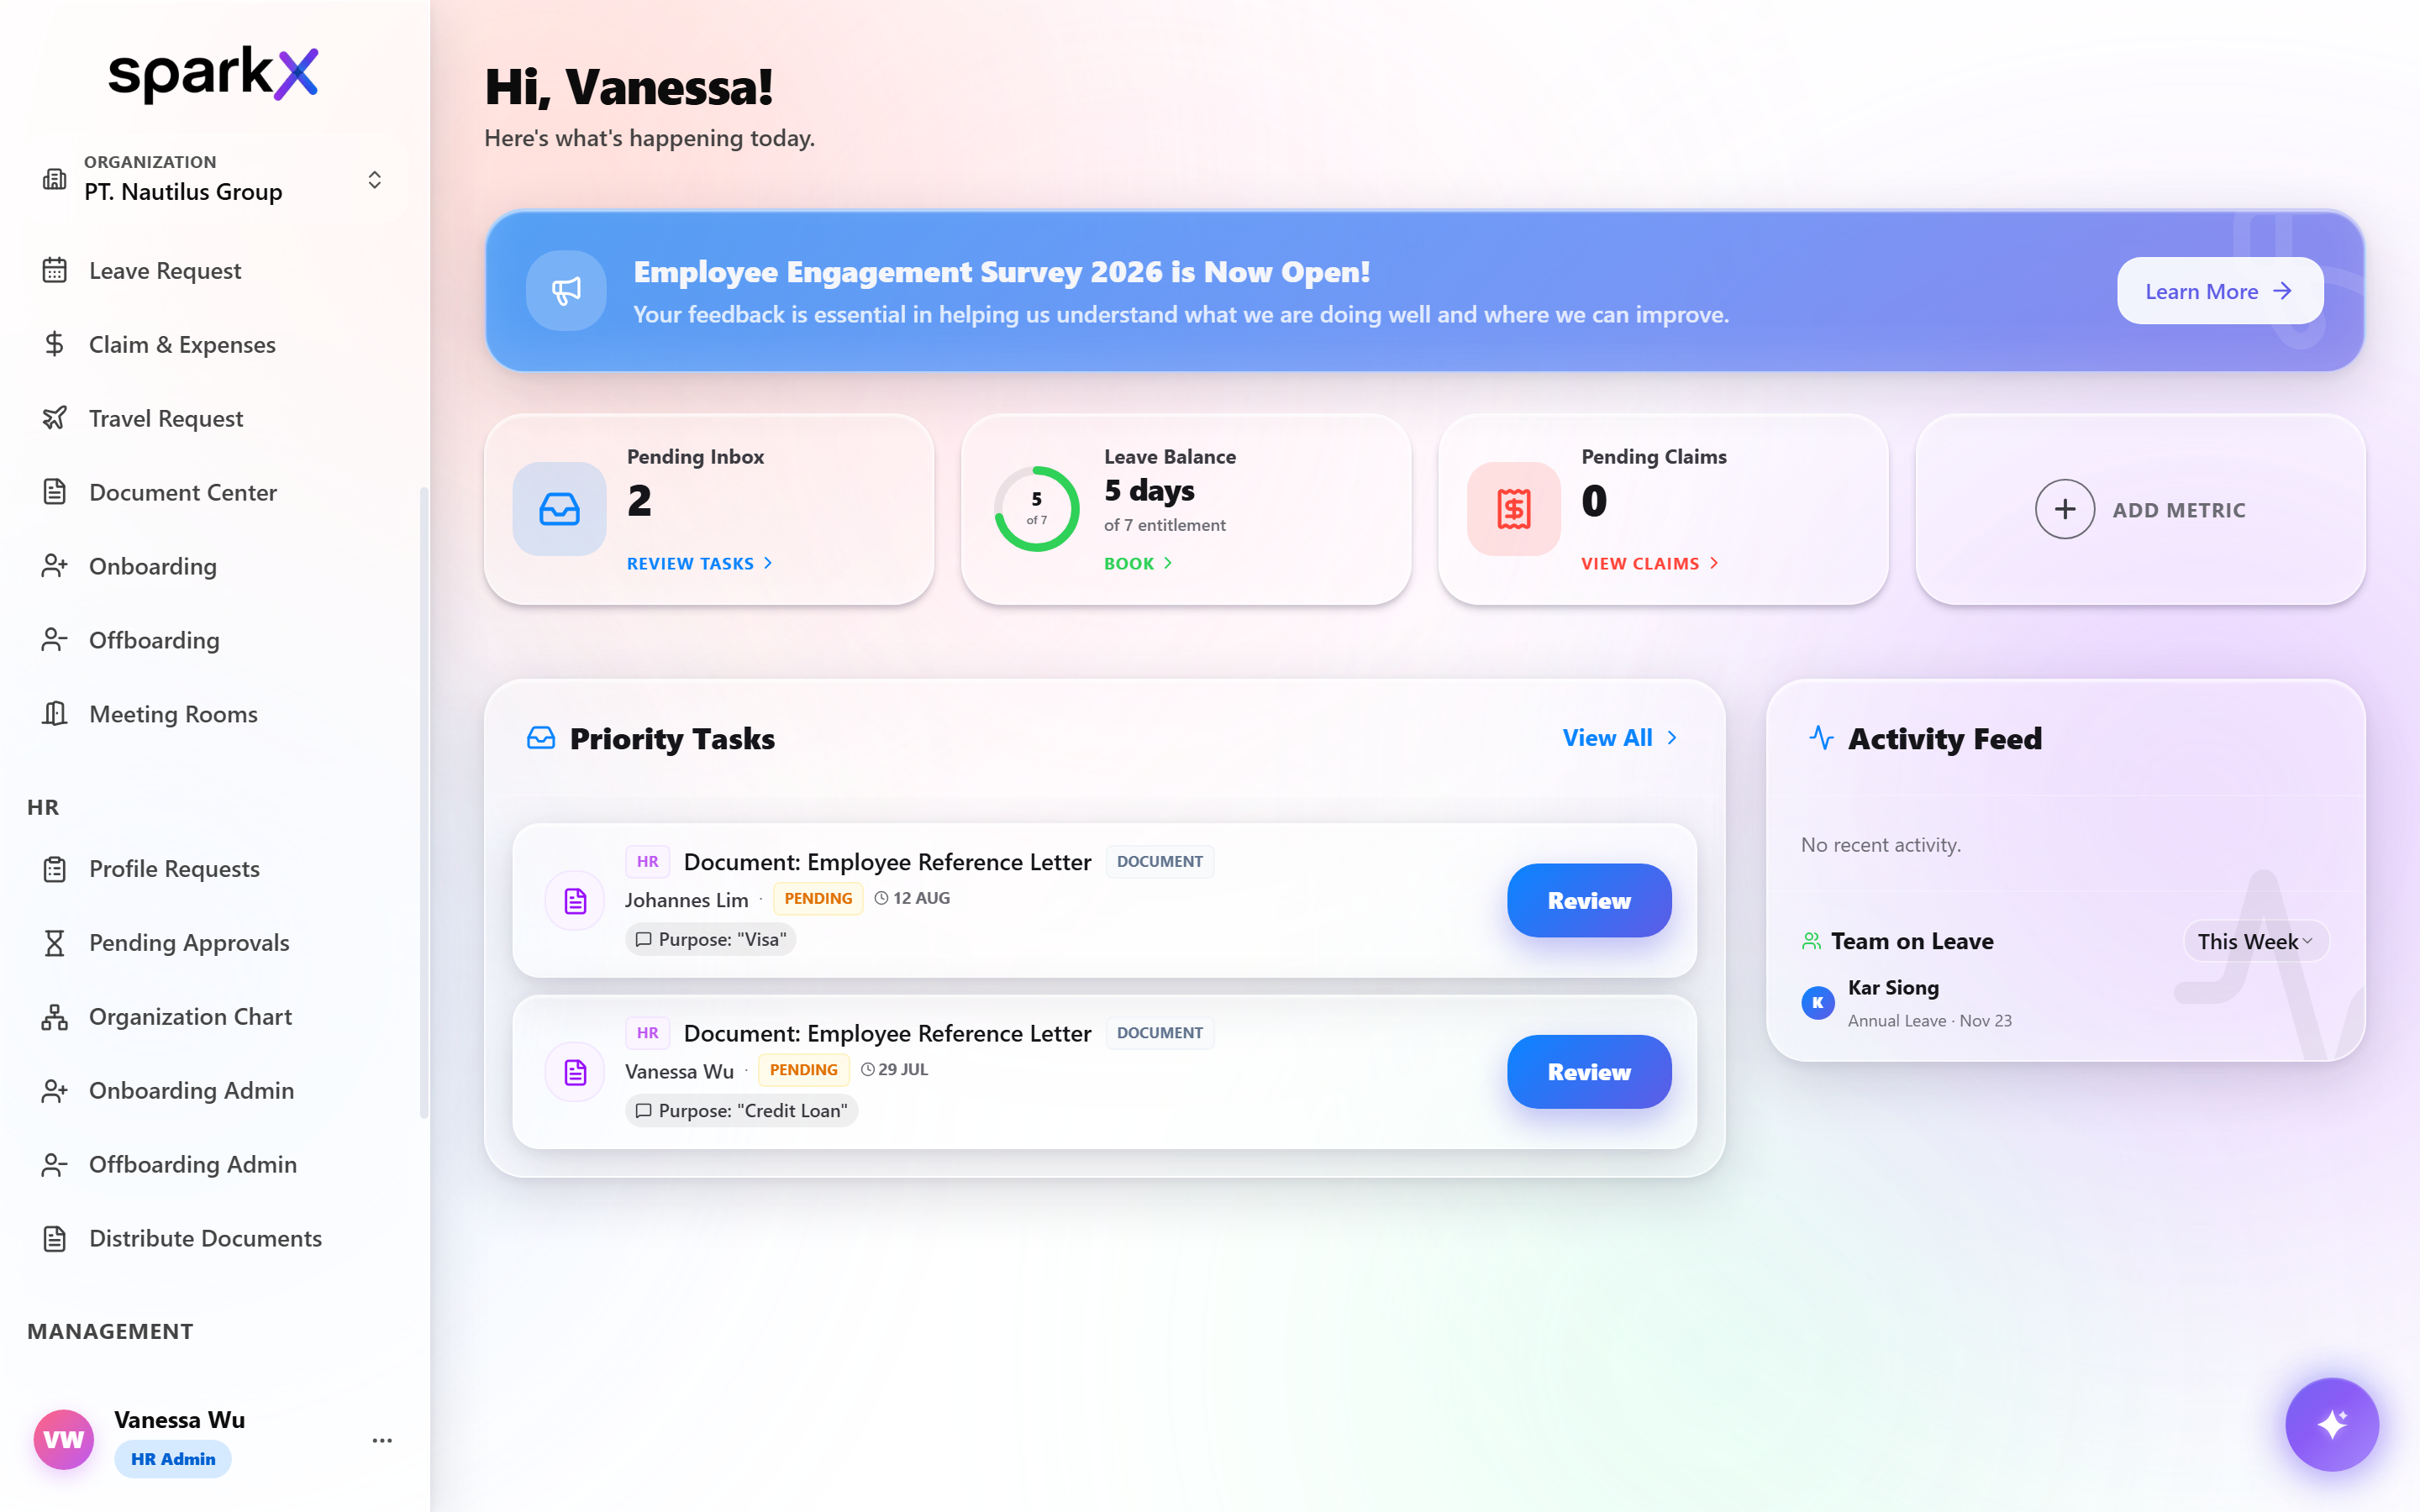 sparkX
ORGANIZATION
PT. Nautilus Group
Leave Request
Claim & Expenses
Travel Request
Document Center
Onboarding
Offboarding
Meeting Rooms
HR
Profile Requests
Pending Approvals
Organization Chart
Onboarding Admin
Offboarding Admin
Distribute Documents
MANAGEMENT
VW
Vanessa Wu
HR Admin
Hi, Vanessa!
Here's what's happening today.
Employee Engagement Survey 2026 is Now Open!
Your feedback is essential in helping us understand what we are doing well and where we can improve.
Learn More
Pending Inbox
2
REVIEW TASKS
5
of 7
Leave Balance
5 days
of 7 entitlement
BOOK
Pending Claims
0
VIEW CLAIMS
ADD METRIC
Priority Tasks
View All
HR Document: Employee Reference Letter DOCUMENT
Johannes Lim · PENDING 12 AUG
Purpose: "Visa"
Review
HR Document: Employee Reference Letter DOCUMENT
Vanessa Wu · PENDING 29 JUL
Purpose: "Credit Loan"
Review
Activity Feed
No recent activity.
Team on Leave
This Week
K
Kar Siong
Annual Leave · Nov 23